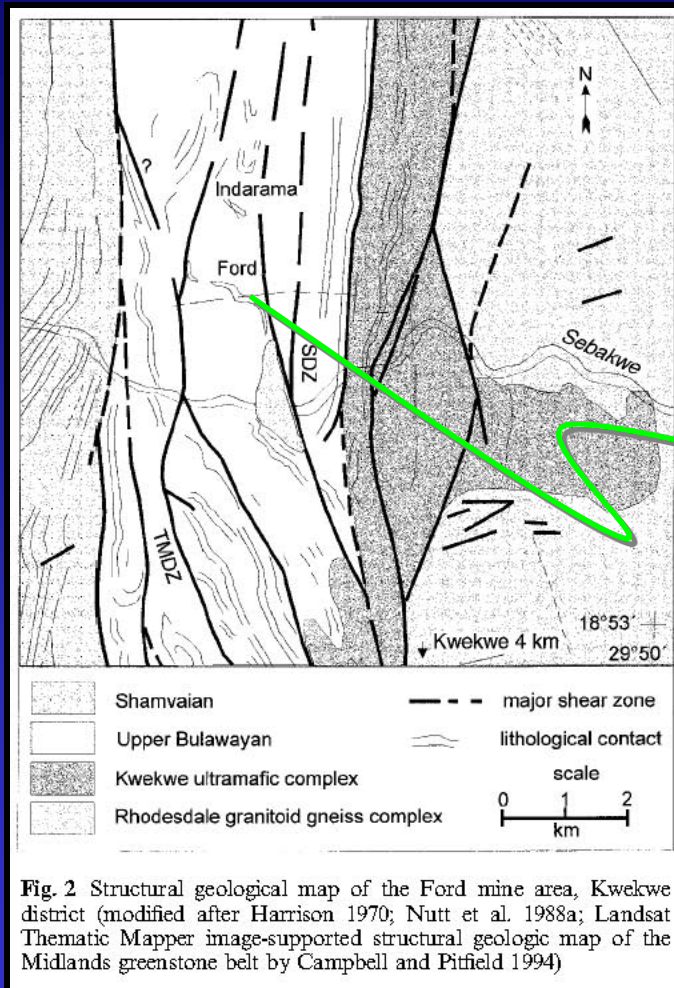 N
?
Indarama
Ford
SDZ
Sebakwe
TMDZ
18°53´
29°50´
Kwekwe 4 km
Shamvaian
major shear zone
Upper Bulawayan
lithological contact
Kwekwe ultramafic complex
scale
0 1 2
km
Rhodesdale granitoid gneiss complex
Fig. 2 Structural geological map of the Ford mine area, Kwekwe
district (modified after Harrison 1970; Nutt et al. 1988a; Landsat
Thematic Mapper image-supported structural geologic map of the
Midlands greenstone belt by Campbell and Pitfield 1994)